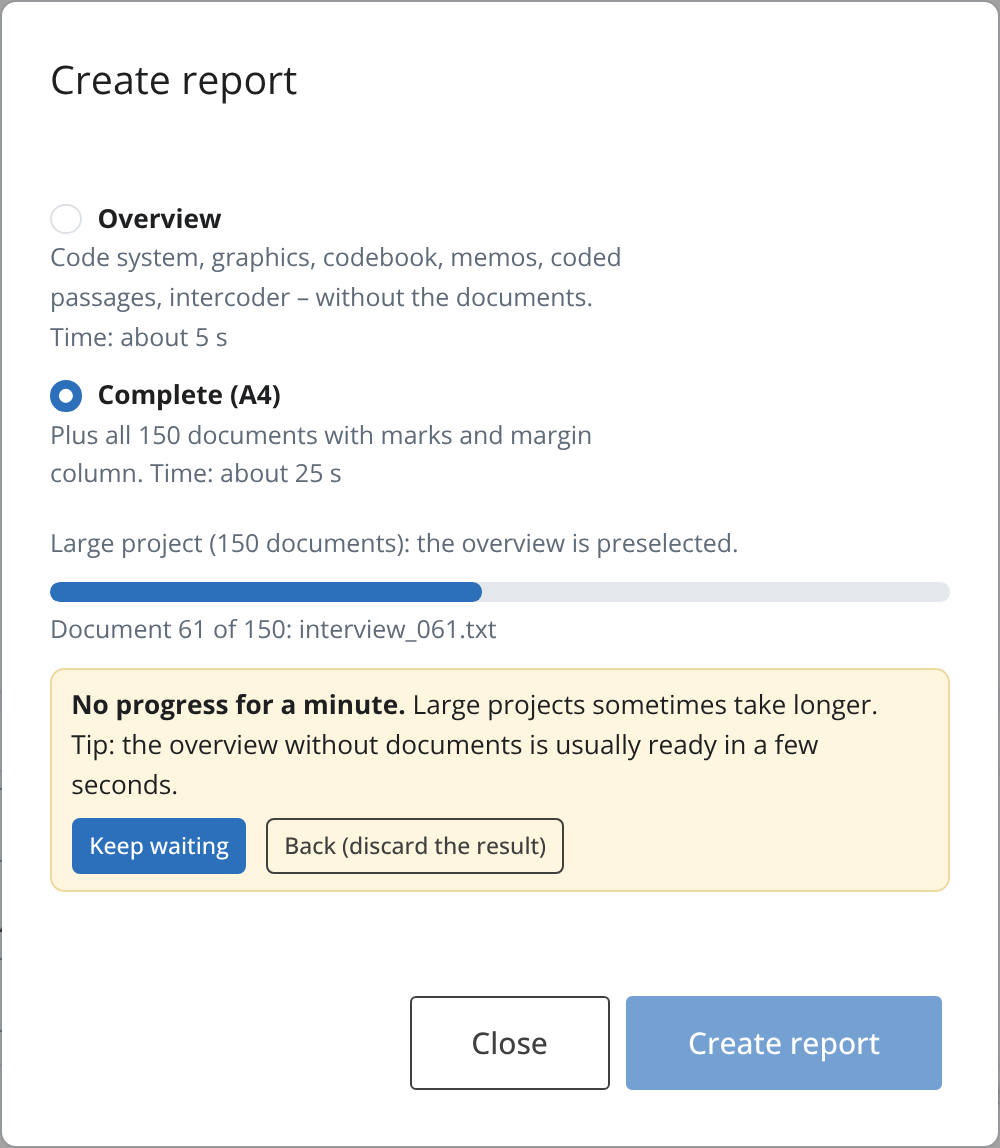 Create report
Overview
Code system, graphics, codebook, memos, coded
passages, intercoder – without the documents.
Time: about 5 s
Complete (A4)
Plus all 150 documents with marks and margin
column. Time: about 25 s
Large project (150 documents): the overview is preselected.
Document 61 of 150: interview_061.txt
No progress for a minute. Large projects sometimes take longer.
Tip: the overview without documents is usually ready in a few
seconds.
Keep waiting
Back (discard the result)
Close
Create report